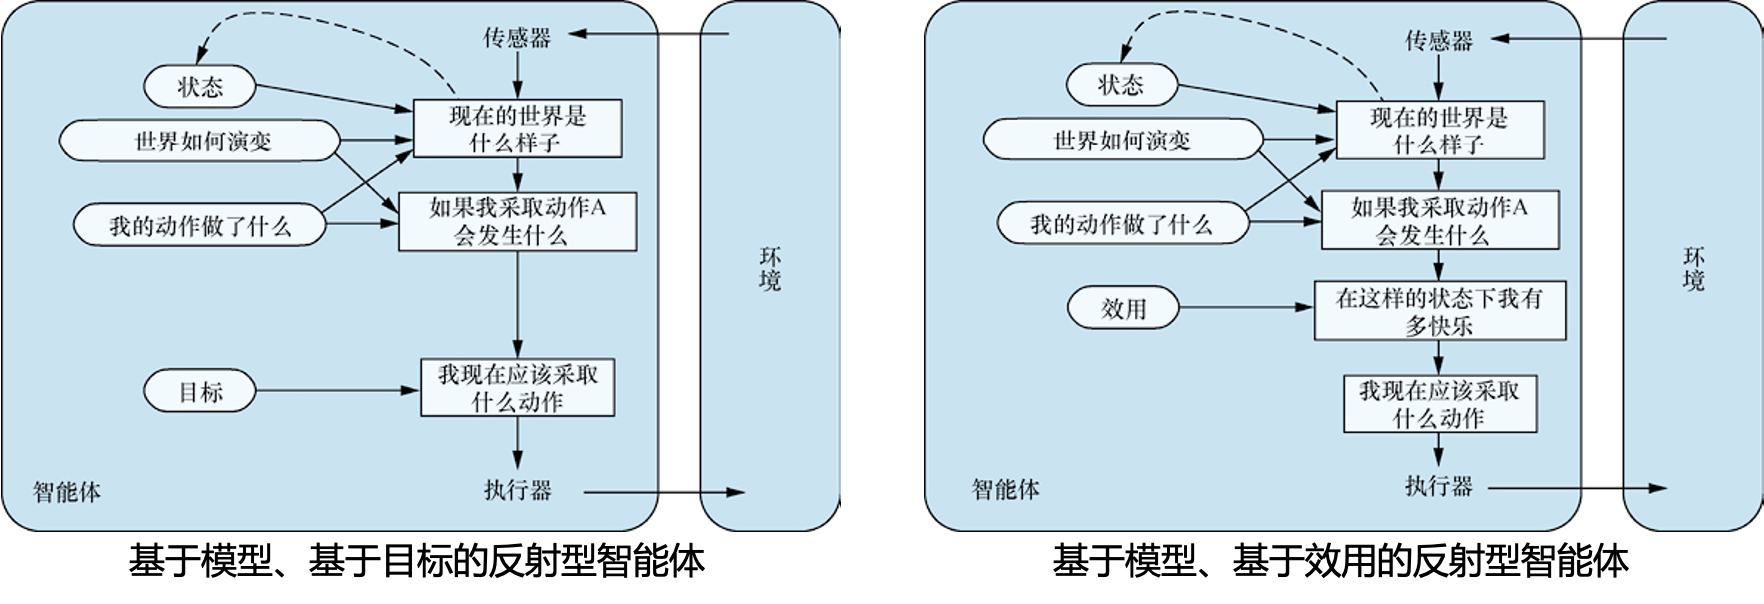 传感器
状态
现在的世界是
什么样子
世界如何演变
如果我采取动作A
会发生什么
我的动作做了什么
环
境
目标
我现在应该采取
什么动作
智能体
执行器
基于模型、基于目标的反射型智能体
传感器
状态
现在的世界是
什么样子
世界如何演变
如果我采取动作A
会发生什么
我的动作做了什么
环
境
效用
在这样的状态下我有
多快乐
我现在应该采取
什么动作
智能体
执行器
基于模型、基于效用的反射型智能体